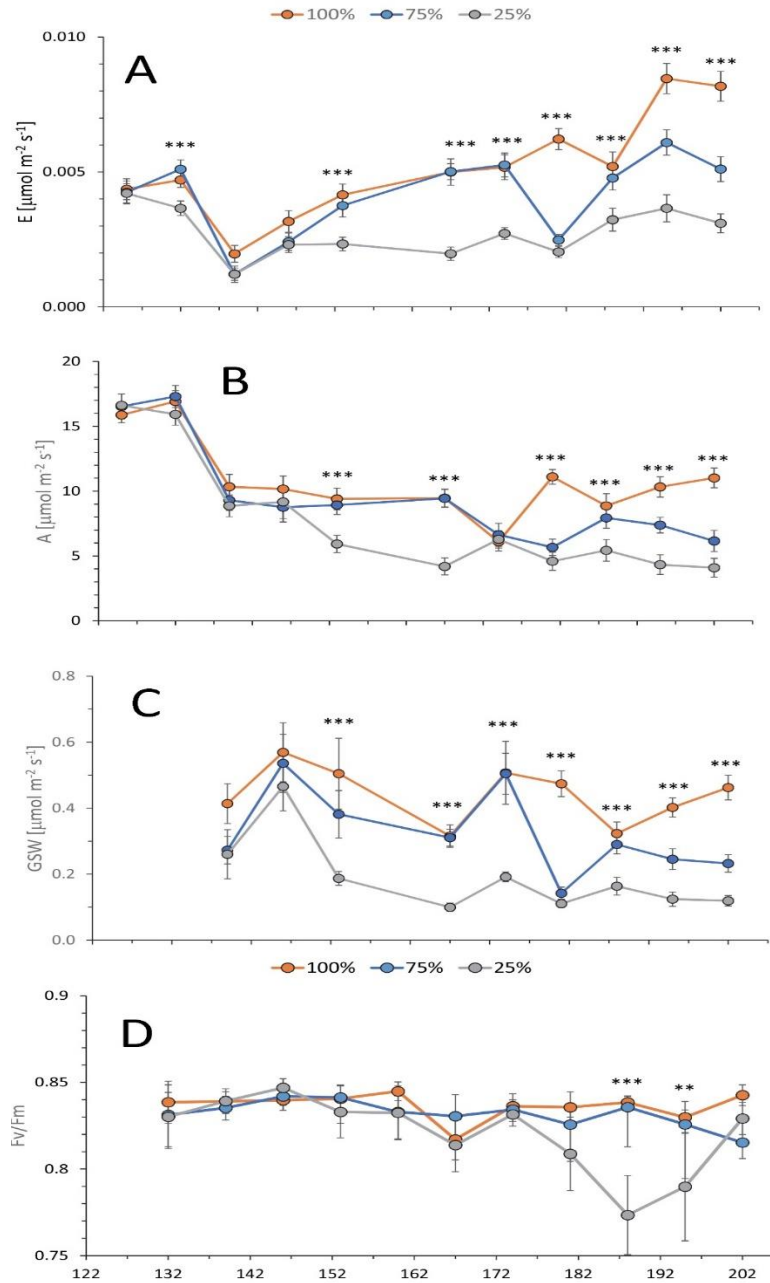 100% 75% 25%
A
0.010
0.005
0.000
E [µmol m-2 s-1]
*** *** *** *** *** *** *** ***
B
20
15
10
5
0
A [µmol m-2 s-1]
*** *** *** *** *** ***
C
0.8
0.6
0.4
0.2
0.0
GSW [µmol m-2 s-1]
*** *** *** *** *** *** ***
100% 75% 25%
D
0.9
0.85
0.8
0.75
Fv/Fm
*** **
122 132 142 152 162 172 182 192 202